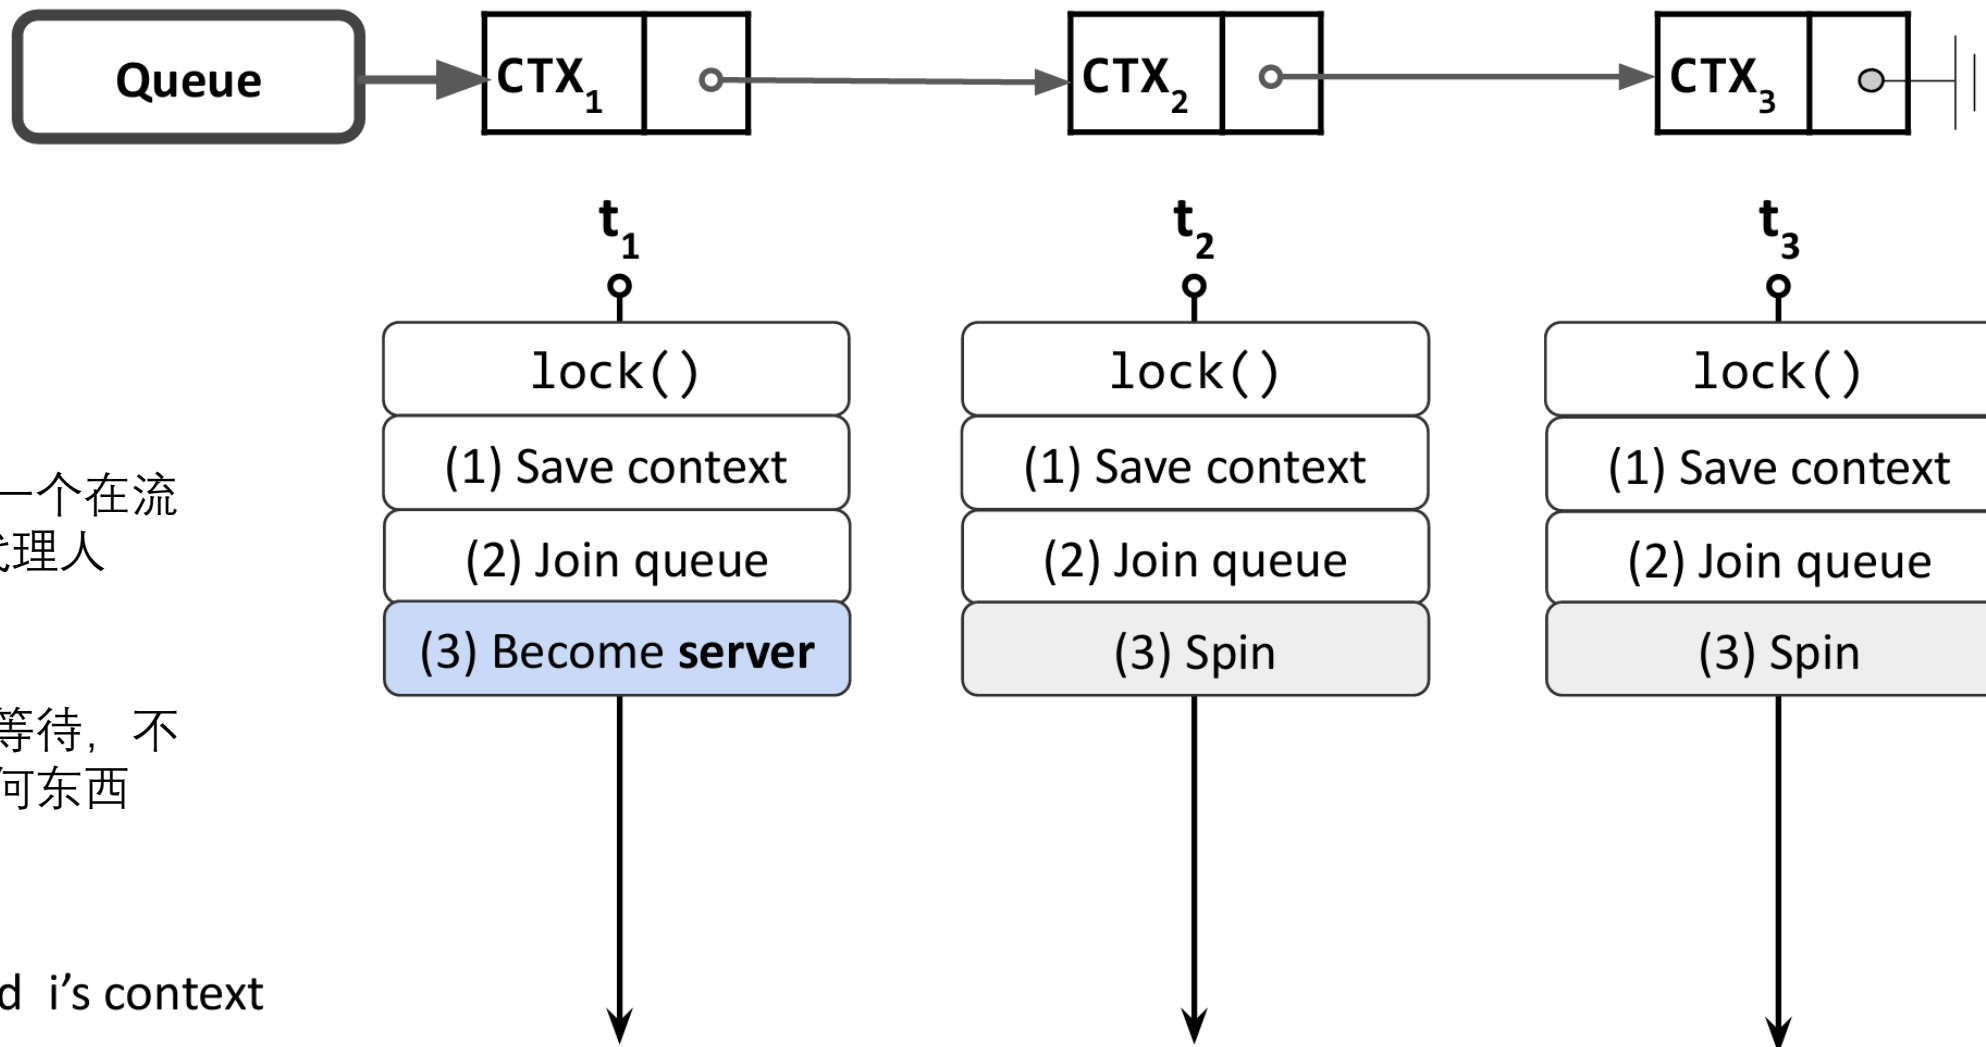 Queue
CTX1
CTX2
CTX3
t1
t2
t3
lock()
lock()
lock()
(1) Save context
(1) Save context
(1) Save context
一个在流
理人
(2) Join queue
(2) Join queue
(2) Join queue
(3) Become server
(3) Spin
(3) Spin
等待，不
何东西
d i’s context